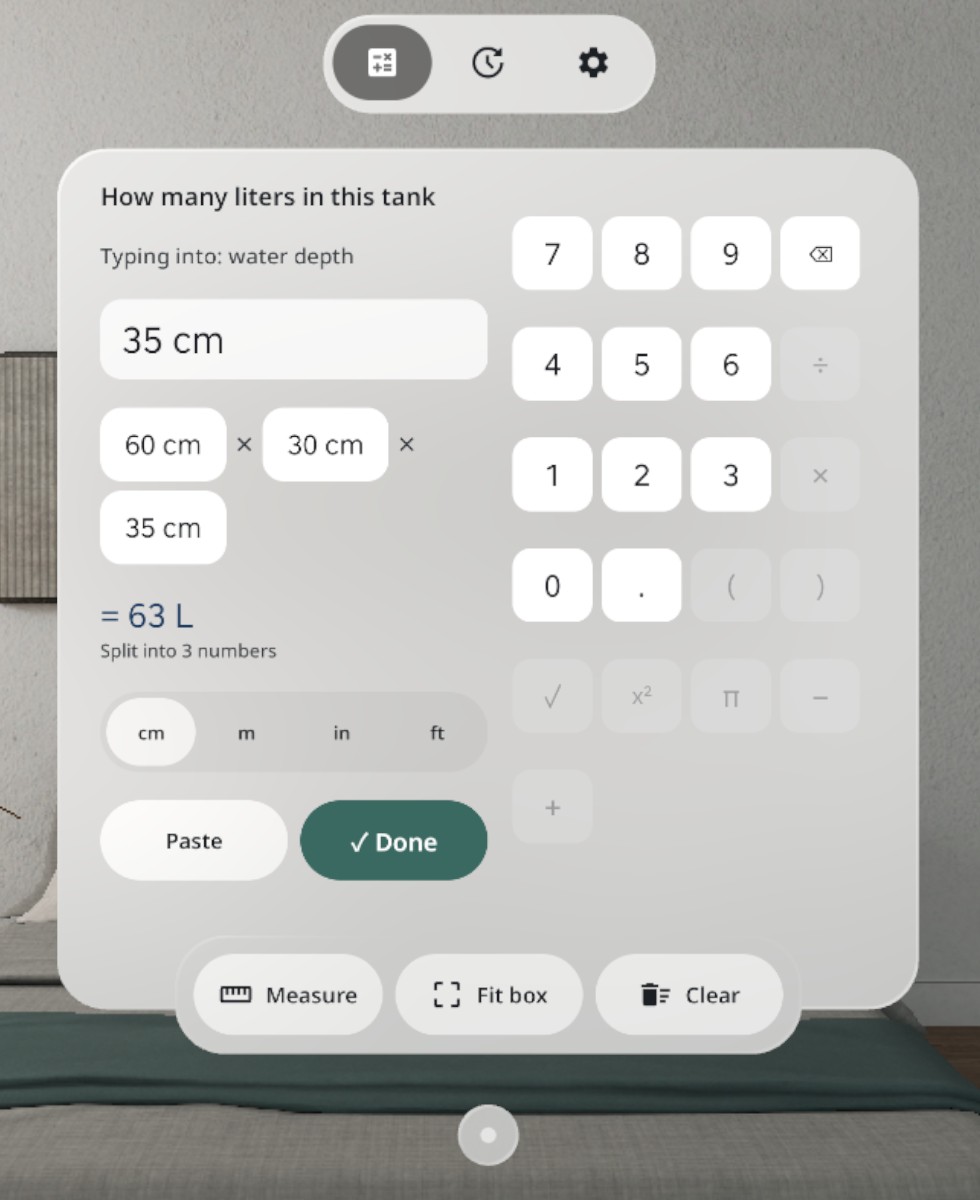 How many liters in this tank
Typing into: water depth
35 cm
60 cm × 30 cm ×
35 cm
= 63 L
Split into 3 numbers
cm m in ft
Paste ✓ Done
7 8 9 ⌫
4 5 6 ÷
1 2 3 ×
0 . ( )
√ x² π −
+
Measure Fit box Clear